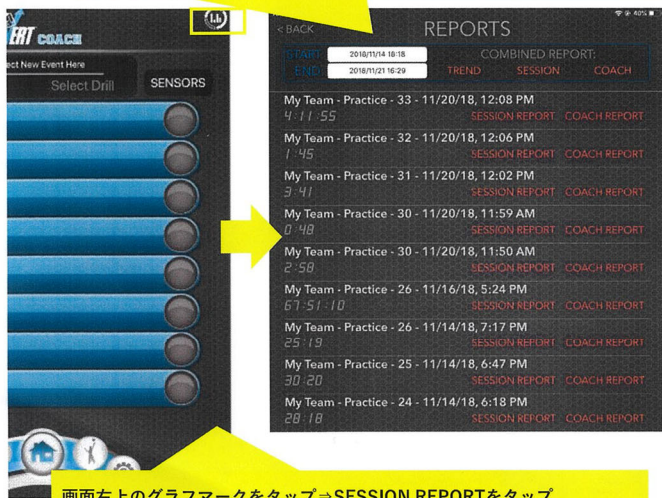 ERT COACH
ect New Event Here
Select Drill
SENSORS
40%
< BACK
REPORTS
START
2018/11/14 18:18
COMBINED REPORT:
END
2018/11/21 16:29
TREND SESSION COACH
My Team - Practice - 33 - 11/20/18, 12:08 PM
4:11:55 SESSION REPORT COACH REPORT
My Team - Practice - 32 - 11/20/18, 12:06 PM
1:45 SESSION REPORT COACH REPORT
My Team - Practice - 31 - 11/20/18, 12:02 PM
3:41 SESSION REPORT COACH REPORT
My Team - Practice - 30 - 11/20/18, 11:59 AM
0:48 SESSION REPORT COACH REPORT
My Team - Practice - 30 - 11/20/18, 11:50 AM
2:58 SESSION REPORT COACH REPORT
My Team - Practice - 26 - 11/16/18, 5:24 PM
67:51:10 SESSION REPORT COACH REPORT
My Team - Practice - 26 - 11/14/18, 7:17 PM
25:19 SESSION REPORT COACH REPORT
My Team - Practice - 25 - 11/14/18, 6:47 PM
30:20 SESSION REPORT COACH REPORT
My Team - Practice - 24 - 11/14/18, 6:18 PM
28:18 SESSION REPORT COACH REPORT
画面右上のグラフマークをタップ⇒SESSION REPORTをタップ